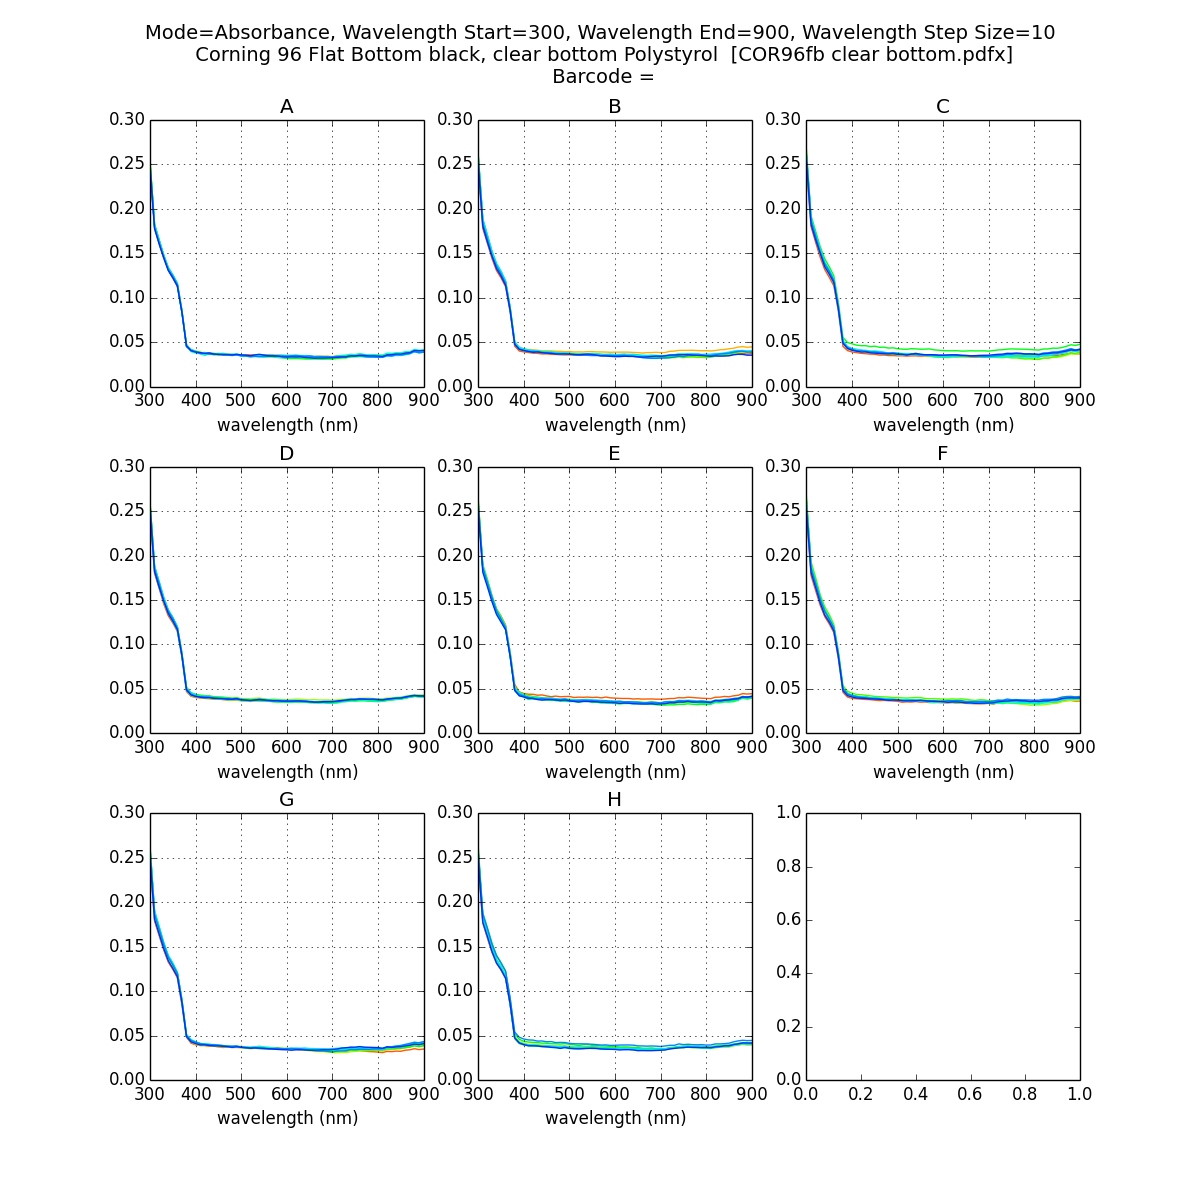 Mode=Absorbance, Wavelength Start=300, Wavelength End=900, Wavelength Step Size=10
Corning 96 Flat Bottom black, clear bottom Polystyrol  [COR96fb clear bottom.pdfx]
Barcode =
A
0.30
0.25
0.20
0.15
0.10
0.05
0.00
300 400 500 600 700 800 900
wavelength (nm)
B
0.30
0.25
0.20
0.15
0.10
0.05
0.00
300 400 500 600 700 800 900
wavelength (nm)
C
0.30
0.25
0.20
0.15
0.10
0.05
0.00
300 400 500 600 700 800 900
wavelength (nm)
D
0.30
0.25
0.20
0.15
0.10
0.05
0.00
300 400 500 600 700 800 900
wavelength (nm)
E
0.30
0.25
0.20
0.15
0.10
0.05
0.00
300 400 500 600 700 800 900
wavelength (nm)
F
0.30
0.25
0.20
0.15
0.10
0.05
0.00
300 400 500 600 700 800 900
wavelength (nm)
G
0.30
0.25
0.20
0.15
0.10
0.05
0.00
300 400 500 600 700 800 900
wavelength (nm)
H
0.30
0.25
0.20
0.15
0.10
0.05
0.00
300 400 500 600 700 800 900
wavelength (nm)
1.0
0.8
0.6
0.4
0.2
0.0
0.0 0.2 0.4 0.6 0.8 1.0